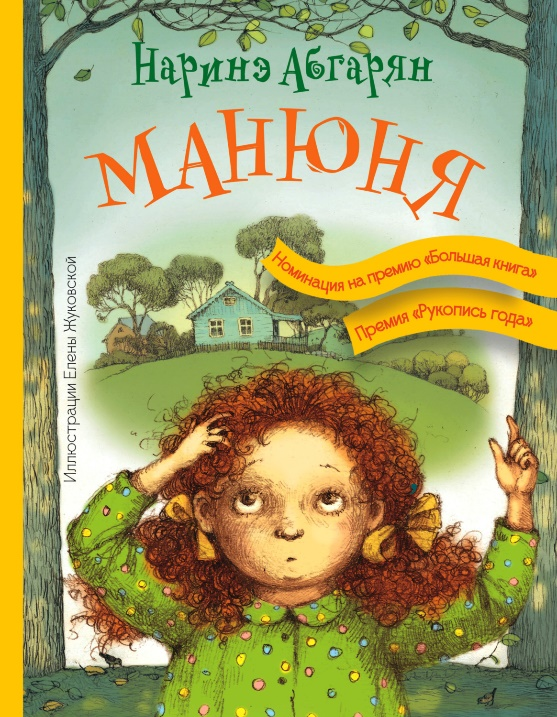 Наринэ Абгарян
МАНЮНЯ
Номинация на премию «Большая книга»
Премия «Рукопись года»
Иллюстрации Елены Жуковской